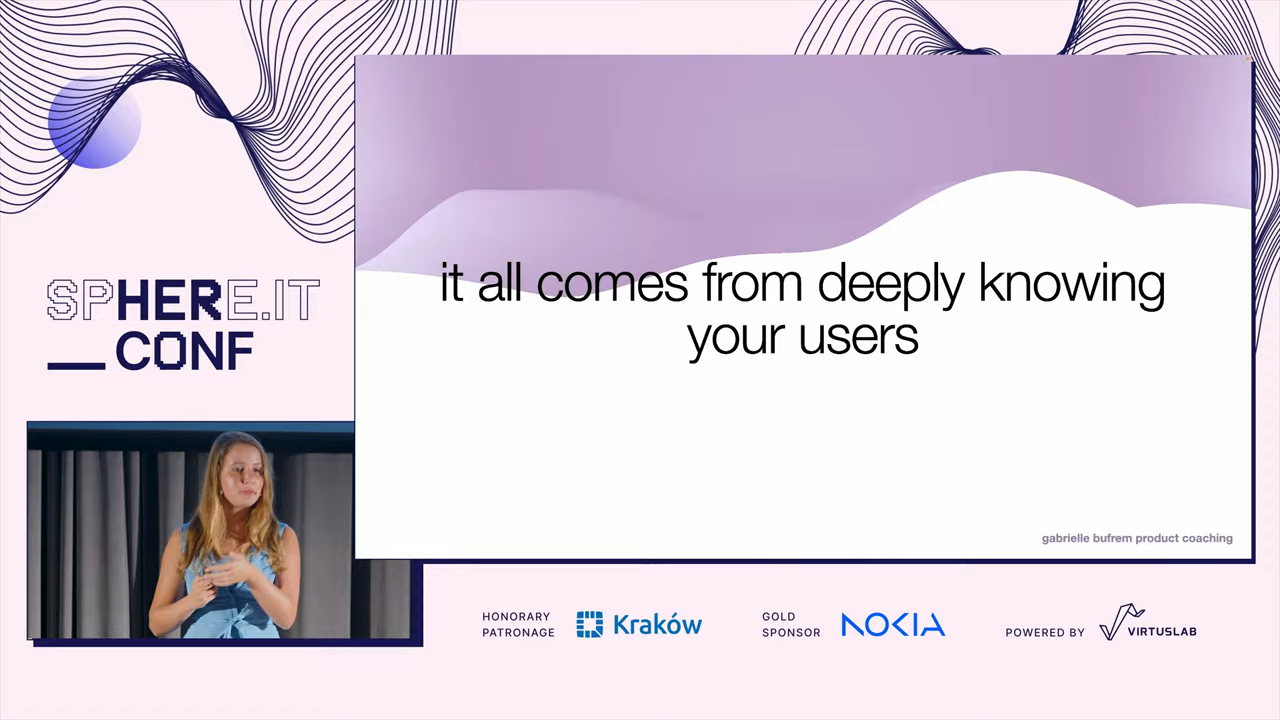 SPHERE.IT
CONF
it all comes from deeply knowing
your users
gabrielle bufrem product coaching
HONORARY
PATRONAGE
Kraków
GOLD
SPONSOR
NOKIA
POWERED BY
VIRTUSLAB